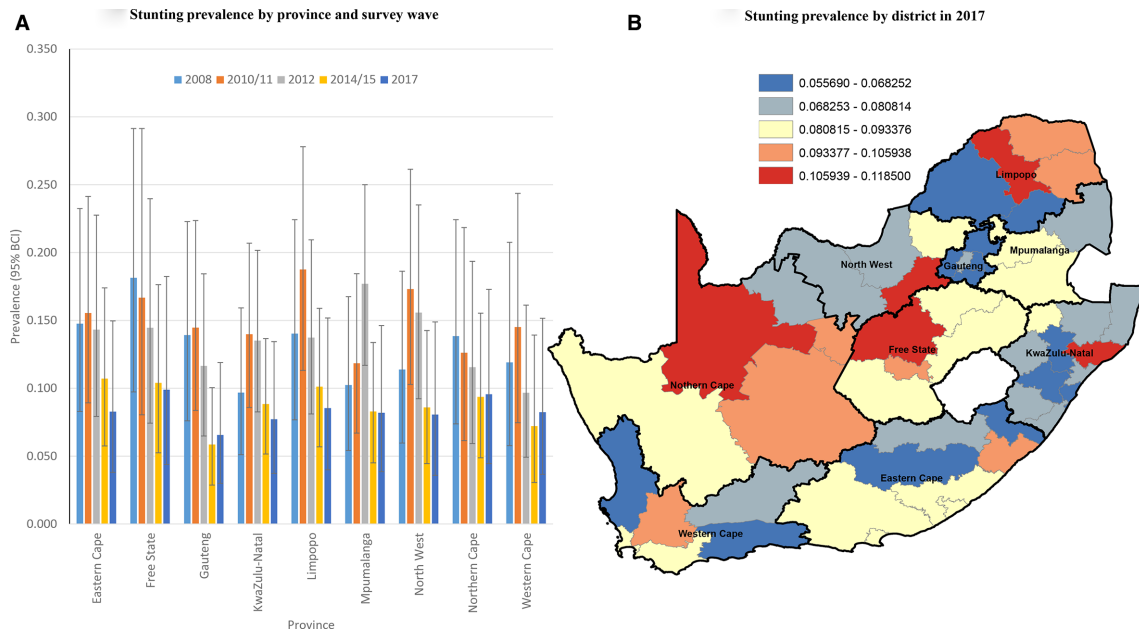 Stunting prevalence by province and survey wave
A
0.350
0.300
0.250
0.200
0.150
0.100
0.050
0.000
Prevalence (95% BCI)
2008 2010/11 2012 2014/15 2017
Eastern Cape
Free State
Gauteng
KwaZulu-Natal
Limpopo
Mpumalanga
North West
Northern Cape
Western Cape
Province
Stunting prevalence by district in 2017
B
0.055690 - 0.068252
0.068253 - 0.080814
0.080815 - 0.093376
0.093377 - 0.105938
0.105939 - 0.118500
Limpopo
Mpumalanga
North West
Gauteng
Free State
KwaZulu-Natal
Nothern Cape
Eastern Cape
Western Cape